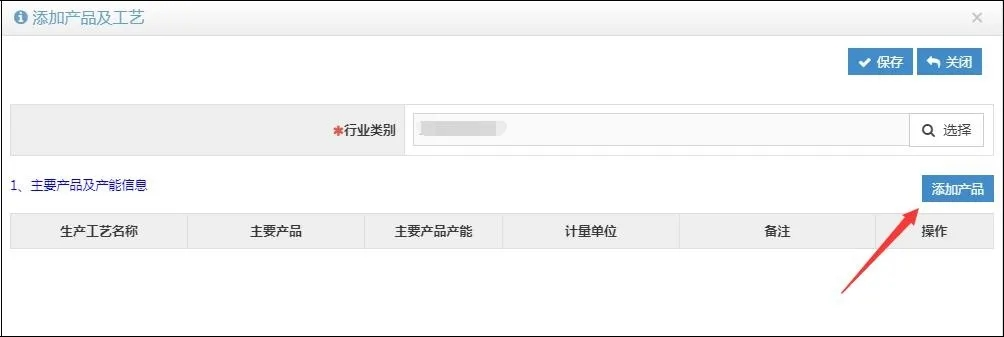 添加产品及工艺
保存 关闭
*行业类别 选择
1、主要产品及产能信息 添加产品
生产工艺名称 主要产品 主要产品产能 计量单位 备注 操作